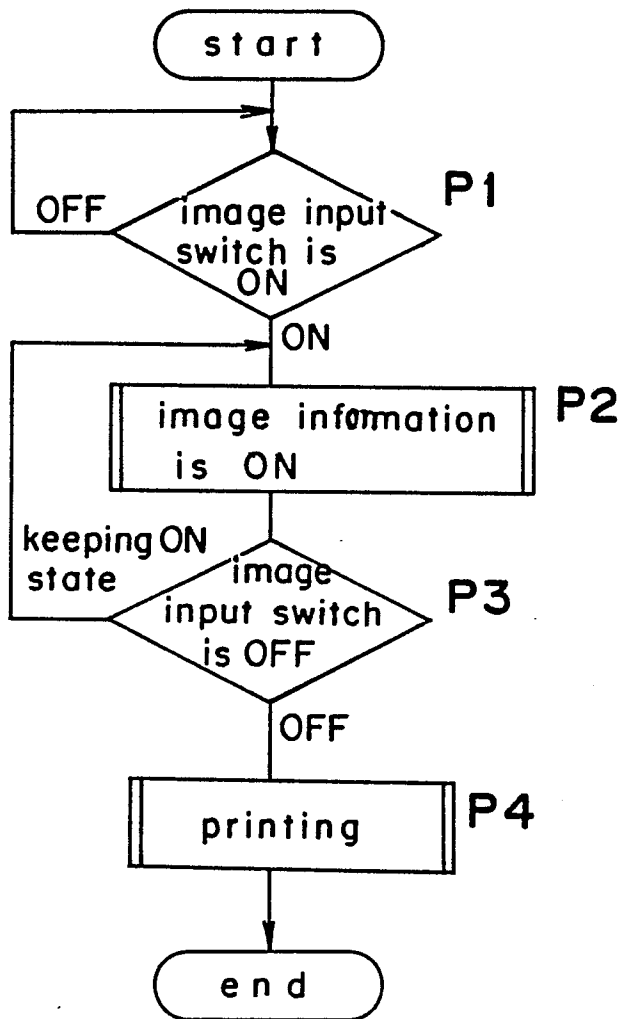 start
P1
OFF
image input
switch is
ON
ON
P2
image information
is ON
keeping ON
state
image
input switch
is OFF
P3
OFF
printing
P4
end